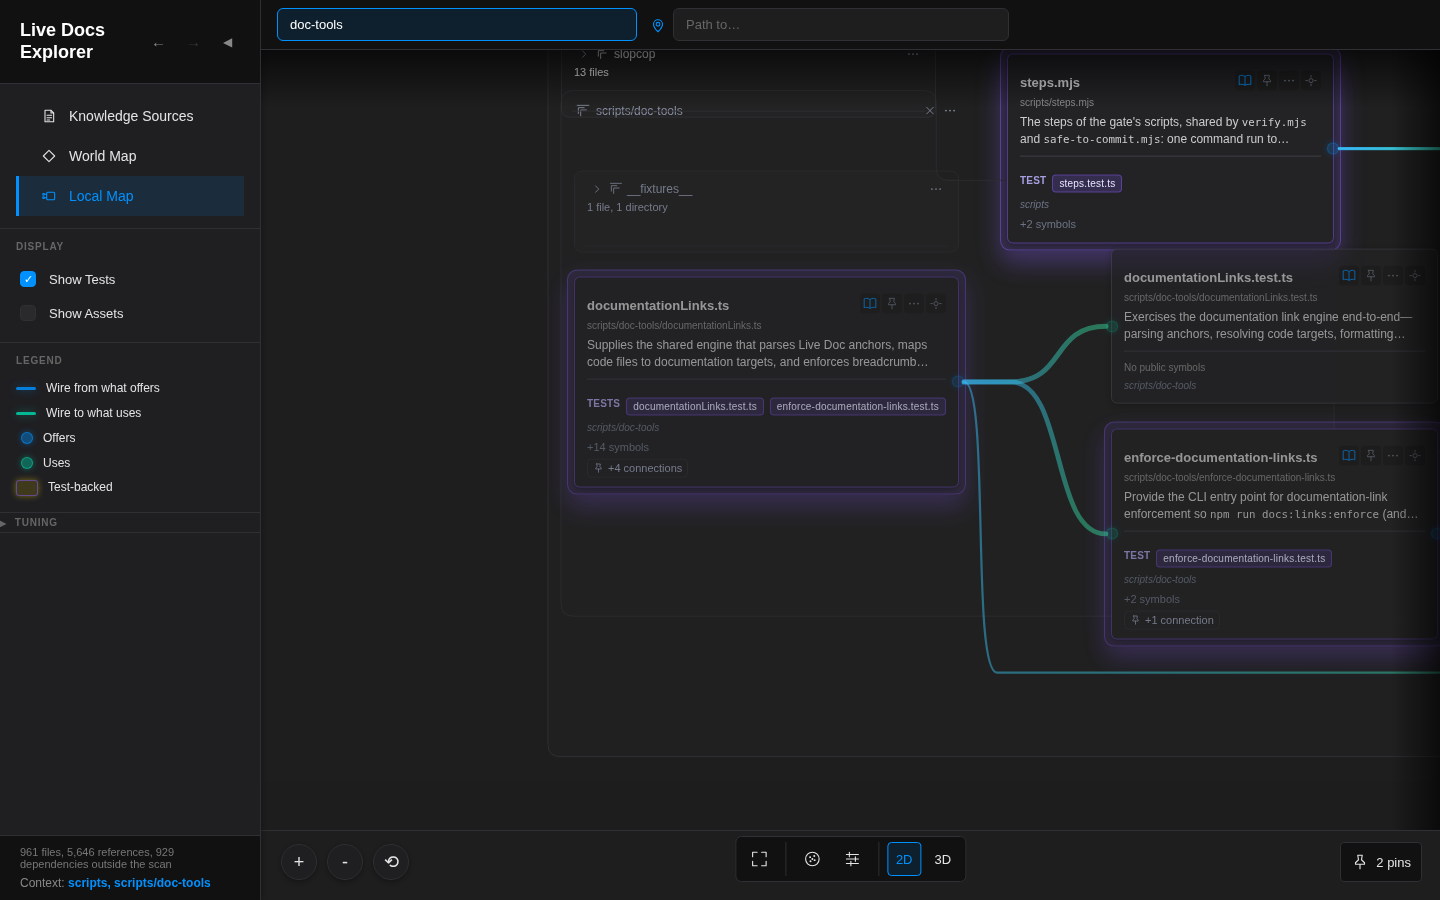 Live Docs
Explorer
← → ◀
Knowledge Sources
World Map
Local Map
DISPLAY
✓ Show Tests
Show Assets
LEGEND
Wire from what offers
Wire to what uses
Offers
Uses
Test-backed
▶ TUNING
961 files, 5,646 references, 929
dependencies outside the scan
Context: scripts, scripts/doc-tools
doc-tools
Path to…
slopcop
13 files
scripts/doc-tools
__fixtures__
1 file, 1 directory
documentationLinks.ts
scripts/doc-tools/documentationLinks.ts
Supplies the shared engine that parses Live Doc anchors, maps
code files to documentation targets, and enforces breadcrumb…
TESTS documentationLinks.test.ts enforce-documentation-links.test.ts
scripts/doc-tools
+14 symbols
+4 connections
steps.mjs
scripts/steps.mjs
The steps of the gate's scripts, shared by verify.mjs
and safe-to-commit.mjs: one command run to…
TEST steps.test.ts
scripts
+2 symbols
documentationLinks.test.ts
scripts/doc-tools/documentationLinks.test.ts
Exercises the documentation link engine end-to-end—
parsing anchors, resolving code targets, formatting…
No public symbols
scripts/doc-tools
enforce-documentation-links.ts
scripts/doc-tools/enforce-documentation-links.ts
Provide the CLI entry point for documentation-link
enforcement so npm run docs:links:enforce (and…
TEST enforce-documentation-links.test.ts
scripts/doc-tools
+2 symbols
+1 connection
+ - ⟲
2D 3D
2 pins